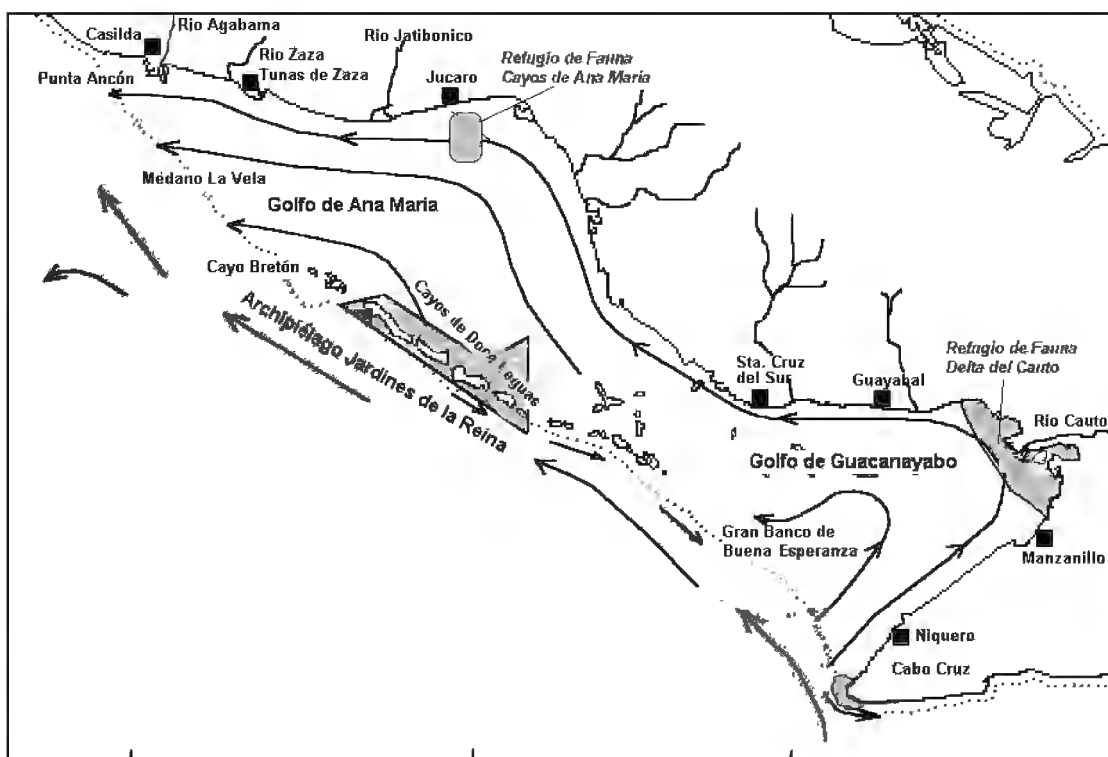 Rio Agabama
Casilda
Rio Zaza
Rio Jatibonico
Refugio de Fauna
Cayos de Ana Maria
Punta Ancón
Tunas de Zaza
Jucaro
Médano La Vela
Golfo de Ana Maria
Cayo Bretón
Cayos de Doce Leguas
Archipiélago Jardines de la Reina
Sta. Cruz
del Sur
Guayabal
Refugio de Fauna
Delta del Cauto
Rio Cauto
Golfo de Guacanayabo
Gran Banco de
Buena Esperanza
Manzanillo
Niquero
Cabo Cruz